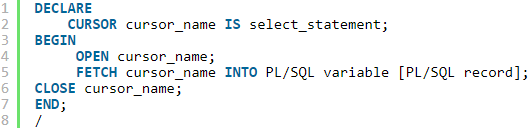 1 DECLARE
2 CURSOR cursor_name IS select_statement;
3 BEGIN
4 OPEN cursor_name;
5 FETCH cursor_name INTO PL/SQL variable [PL/SQL record];
6 CLOSE cursor_name;
7 END;
8 /